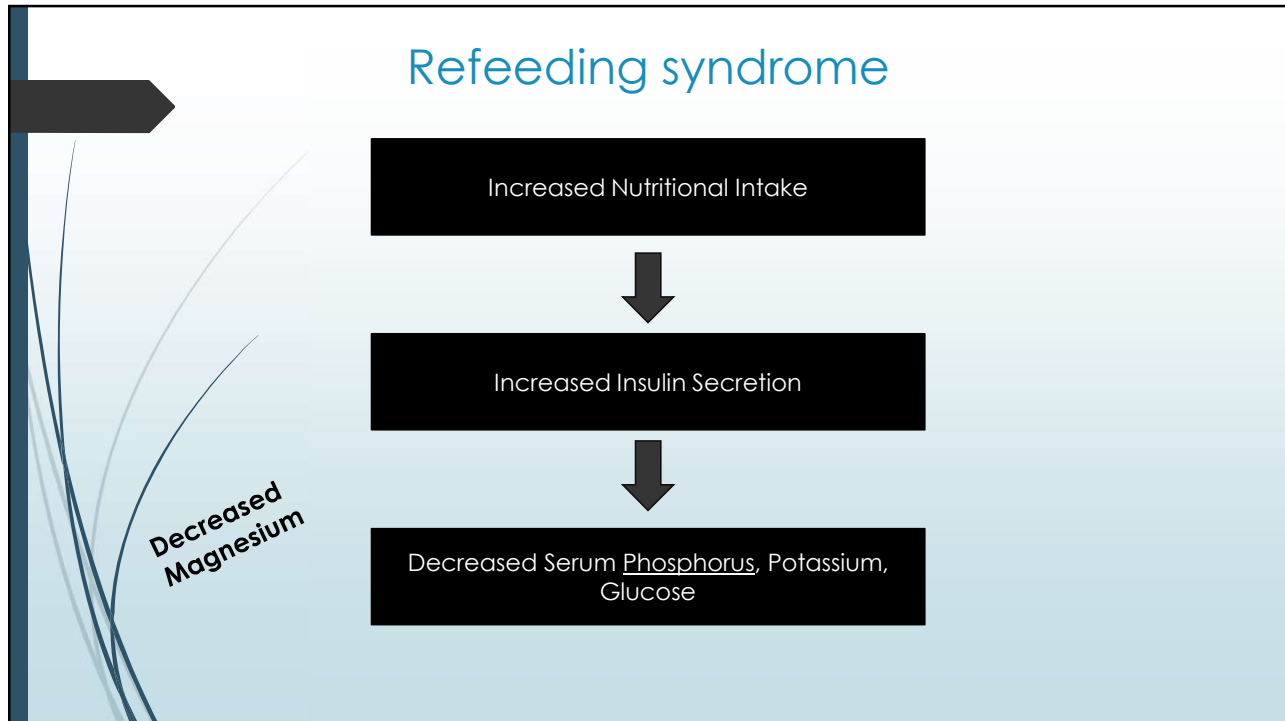 Refeeding syndrome
Increased Nutritional Intake
Increased Insulin Secretion
Decreased
Magnesium
Decreased Serum Phosphorus, Potassium,
Glucose